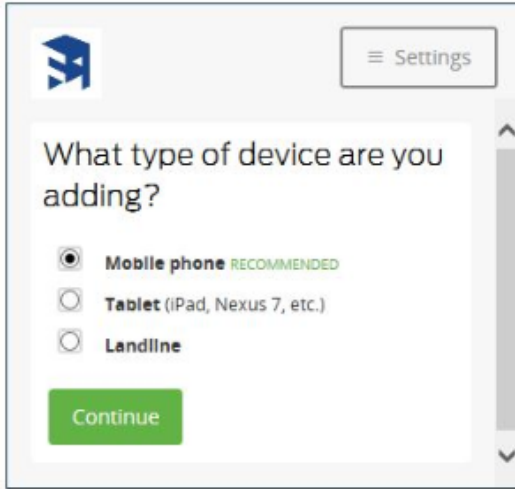 ≡ Settings
What type of device are you
adding?
Mobile phone RECOMMENDED
Tablet (iPad, Nexus 7, etc.)
Landline
Continue